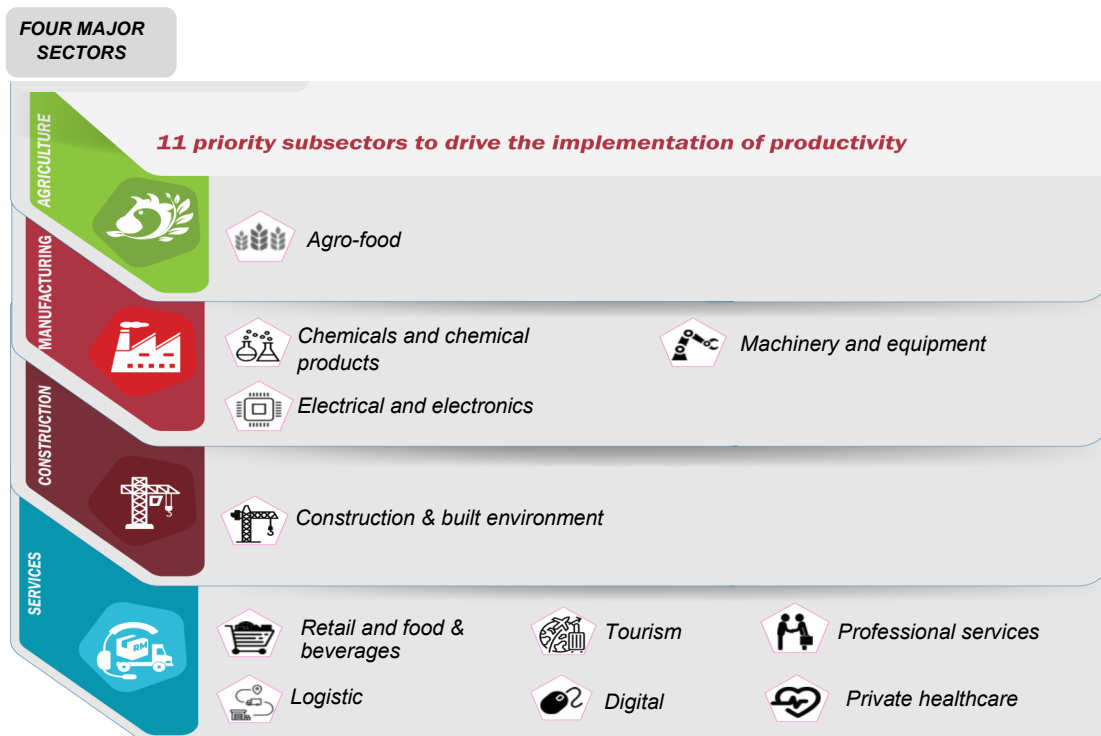 FOUR MAJOR
SECTORS
11 priority subsectors to drive the implementation of productivity
AGRICULTURE
Agro-food
MANUFACTURING
Chemicals and chemical
products
Machinery and equipment
Electrical and electronics
CONSTRUCTION
Construction & built environment
SERVICES
RM
Retail and food &
beverages
Tourism
Professional services
Logistic
Digital
Private healthcare